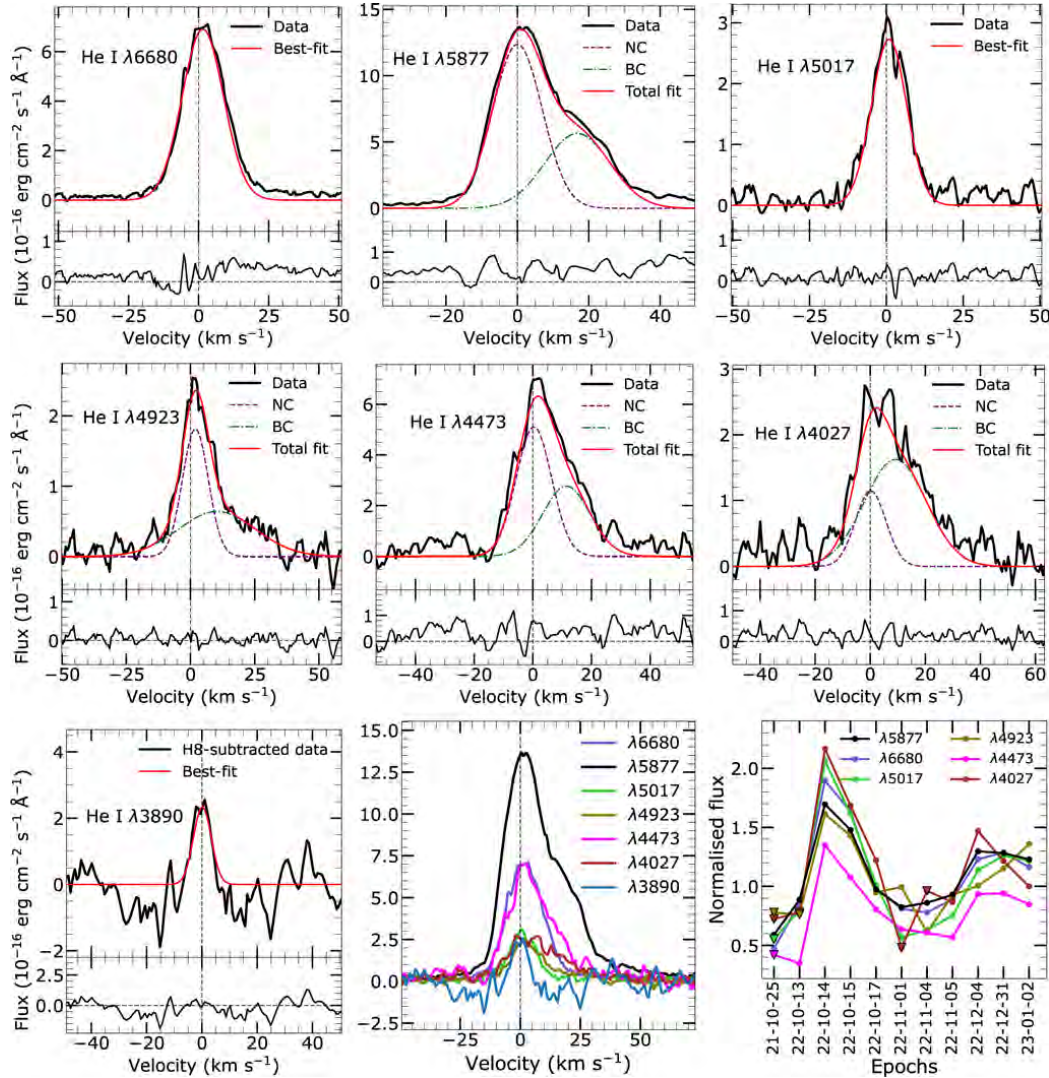 Flux (10⁻¹⁶ erg cm⁻² s⁻¹ Å⁻¹)
He I λ6680
Data
Best-fit
6
4
2
0
1
0
−50 −25 0 25 50
Velocity (km s⁻¹)
He I λ5877
Data
NC
BC
Total fit
15
10
5
0
1
0
−20 0 20 40
Velocity (km s⁻¹)
He I λ5017
Data
Best-fit
3
2
1
0
1
0
−50 −25 0 25 50
Velocity (km s⁻¹)
Flux (10⁻¹⁶ erg cm⁻² s⁻¹ Å⁻¹)
He I λ4923
Data
NC
BC
Total fit
2
1
0
1
0
−50 −25 0 25 50
Velocity (km s⁻¹)
He I λ4473
Data
NC
BC
Total fit
6
4
2
0
1
0
−40 −20 0 20 40
Velocity (km s⁻¹)
He I λ4027
Data
NC
BC
Total fit
3
2
1
0
1
0
−40 −20 0 20 40 60
Velocity (km s⁻¹)
Flux (10⁻¹⁶ erg cm⁻² s⁻¹ Å⁻¹)
H8-subtracted data
Best-fit
He I λ3890
4
2
0
−2
2.5
0.0
−40 −20 0 20 40
Velocity (km s⁻¹)
λ6680
λ5877
λ5017
λ4923
λ4473
λ4027
λ3890
15.0
12.5
10.0
7.5
5.0
2.5
0.0
−2.5
−25 0 25 50
Velocity (km s⁻¹)
Normalised flux
λ5877 λ4923
λ6680 λ4473
λ5017 λ4027
2.0
1.5
1.0
0.5
21-10-25
22-10-13
22-10-14
22-10-15
22-10-17
22-11-01
22-11-04
22-11-05
22-12-04
22-12-31
23-01-02
Epochs